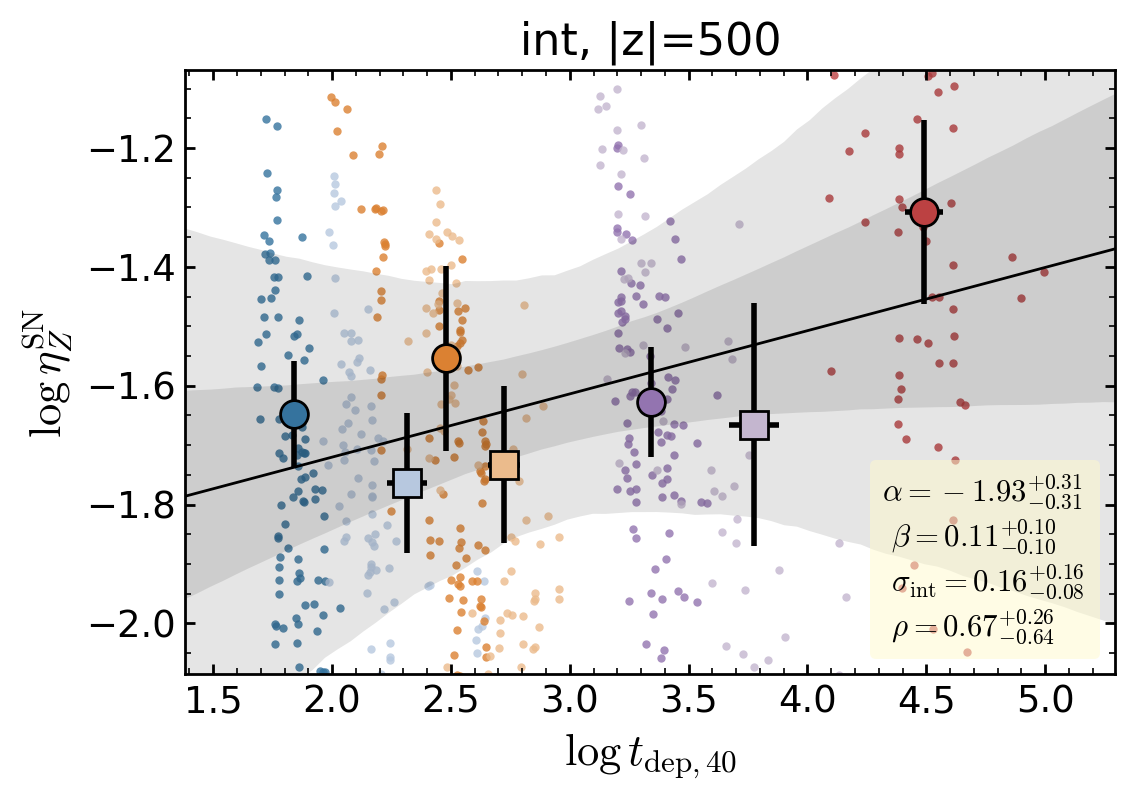 int, |z|=500
log η_Z^SN
−1.2
−1.4
−1.6
−1.8
−2.0
α = − 1.93 +0.31 −0.31
β = 0.11 +0.10 −0.10
σ_int = 0.16 +0.16 −0.08
ρ = 0.67 +0.26 −0.64
1.5 2.0 2.5 3.0 3.5 4.0 4.5 5.0
log t_dep, 40